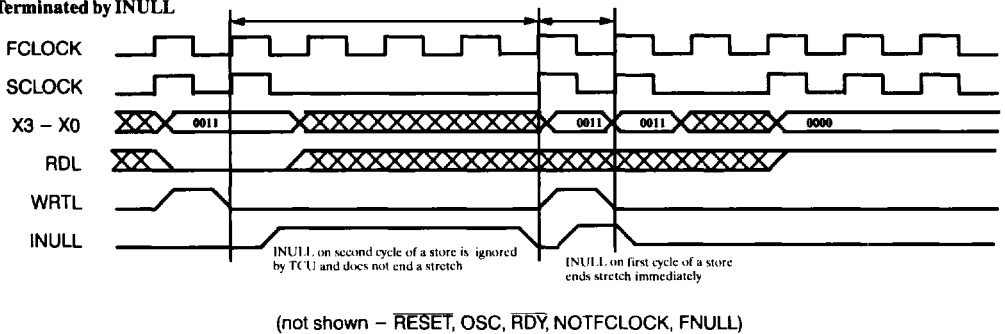 Terminated by INULL
FCLOCK
SCLOCK
X3 – X0 0011 0011 0011 0000
RDL
WRTL
INULL
INULL on second cycle of a store is ignored
by TCU and does not end a stretch
INULL on first cycle of a store
ends stretch immediately
(not shown – RESET, OSC, RDY, NOTFCLOCK, FNULL)